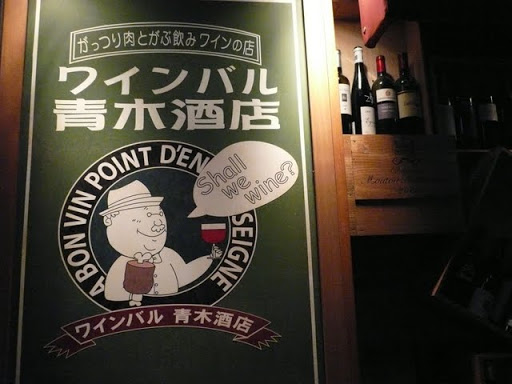 がっつり肉とがぶ飲みワインの店
ワインバル
青木酒店
A BON VIN POINT D'EN SEIGNE
Shall
we
wine?
ワインバル 青木酒店